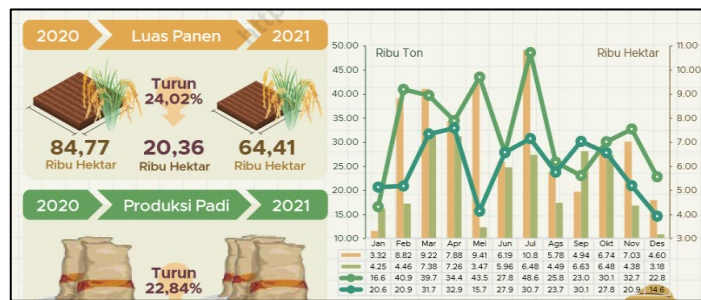 2020 Luas Panen 2021
Turun
24,02%
84,77
Ribu Hektar
20,36
Ribu Hektar
64,41
Ribu Hektar
2020 Produksi Padi 2021
Turun
22,84%
Ribu Ton Ribu Hektar
50.00
45.00
40.00
35.00
30.00
25.00
20.00
15.00
10.00
11.00
10.00
9.00
8.00
7.00
6.00
5.00
4.00
3.00
Jan Feb Mar Apr Mei Jun Jul Ags Sep Okt Nov Des
3.32 8.82 9.22 7.88 9.41 6.19 10.8 5.78 4.94 6.74 7.03 4.60
4.25 4.46 7.38 7.26 3.47 5.96 6.48 4.49 6.63 6.48 4.38 3.18
16.6 40.9 39.7 34.4 43.5 27.8 48.6 25.8 23.0 30.1 32.7 22.8
20.6 20.9 31.7 32.9 15.7 27.9 30.7 23.7 30.1 27.8 20.9 14.6